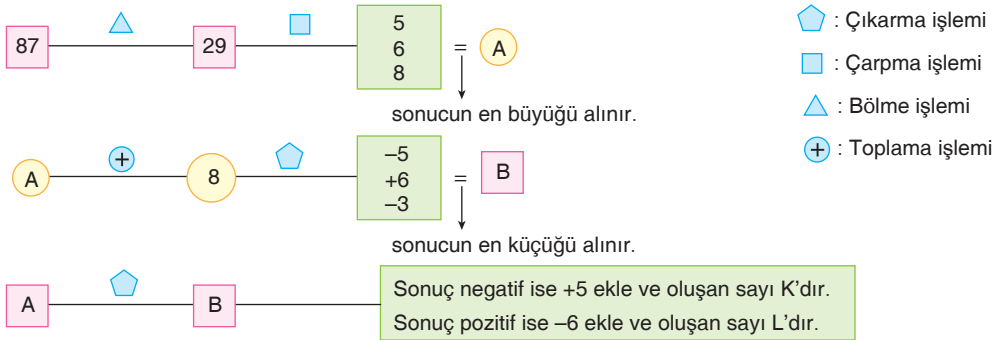 87 29 5 = A
6
8
sonucun en büyüğü alınır.
: Çıkarma işlemi
: Çarpma işlemi
: Bölme işlemi
+ : Toplama işlemi
A + 8 –5 = B
+6
–3
sonucun en küçüğü alınır.
A B
Sonuç negatif ise +5 ekle ve oluşan sayı K’dır.
Sonuç pozitif ise –6 ekle ve oluşan sayı L’dır.